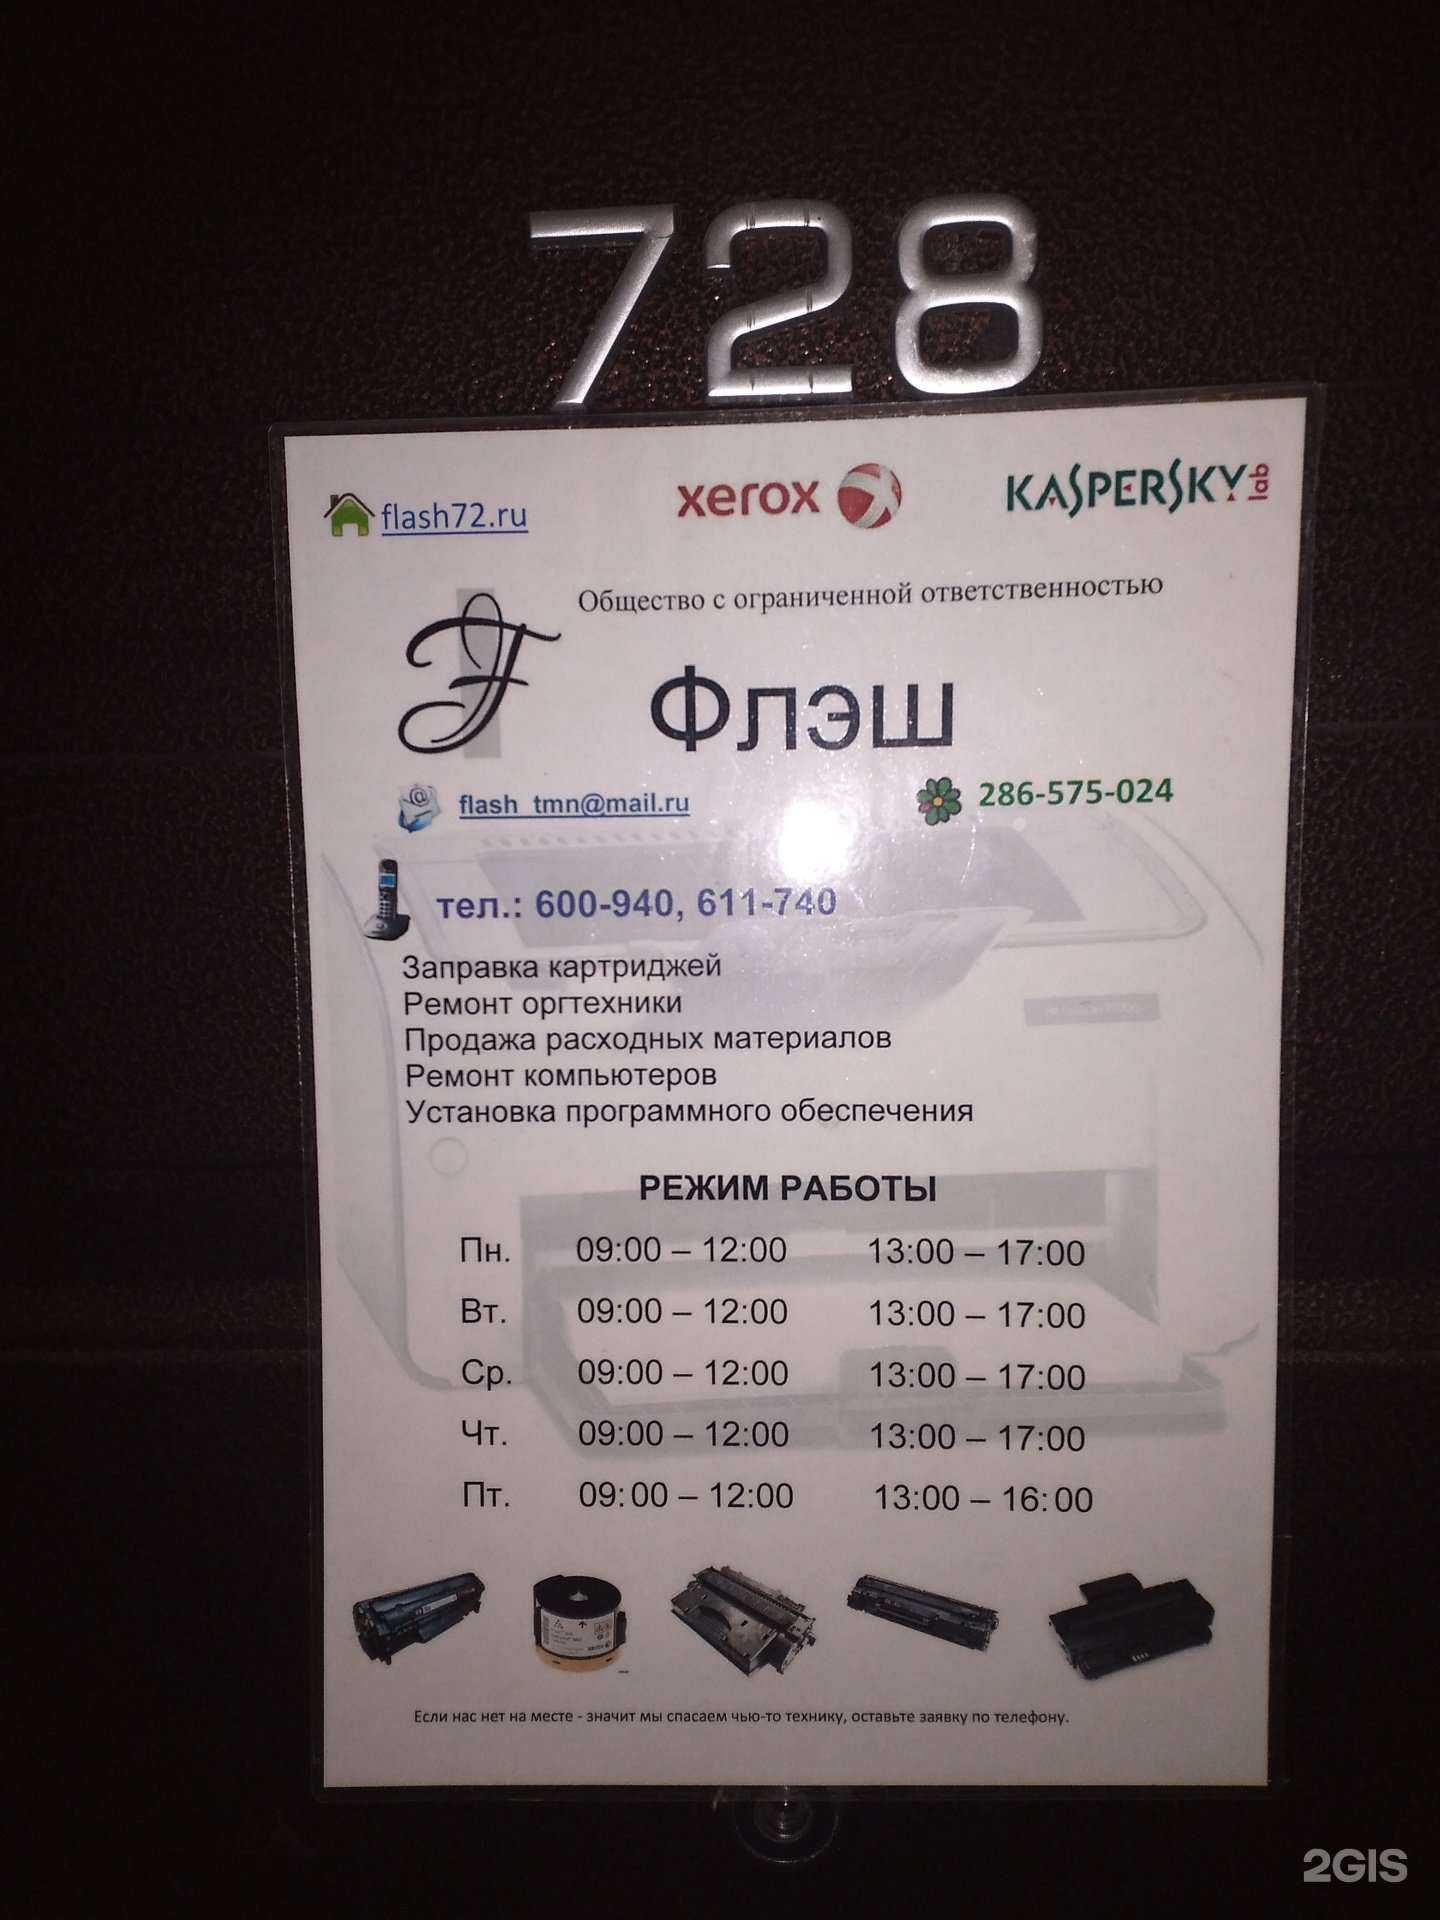 728
flash72.ru
xerox
KASPERSKY lab
Общество с ограниченной ответственностью
Флэш
flash_tmn@mail.ru
286-575-024
тел.: 600-940, 611-740
Заправка картриджей
Ремонт оргтехники
Продажа расходных материалов
Ремонт компьютеров
Установка программного обеспечения
РЕЖИМ РАБОТЫ
Пн. 09:00 – 12:00 13:00 – 17:00
Вт. 09:00 – 12:00 13:00 – 17:00
Ср. 09:00 – 12:00 13:00 – 17:00
Чт. 09:00 – 12:00 13:00 – 17:00
Пт. 09:00 – 12:00 13:00 – 16:00
Если нас нет на месте - значит мы спасаем чью-то технику, оставьте заявку по телефону.
2GIS